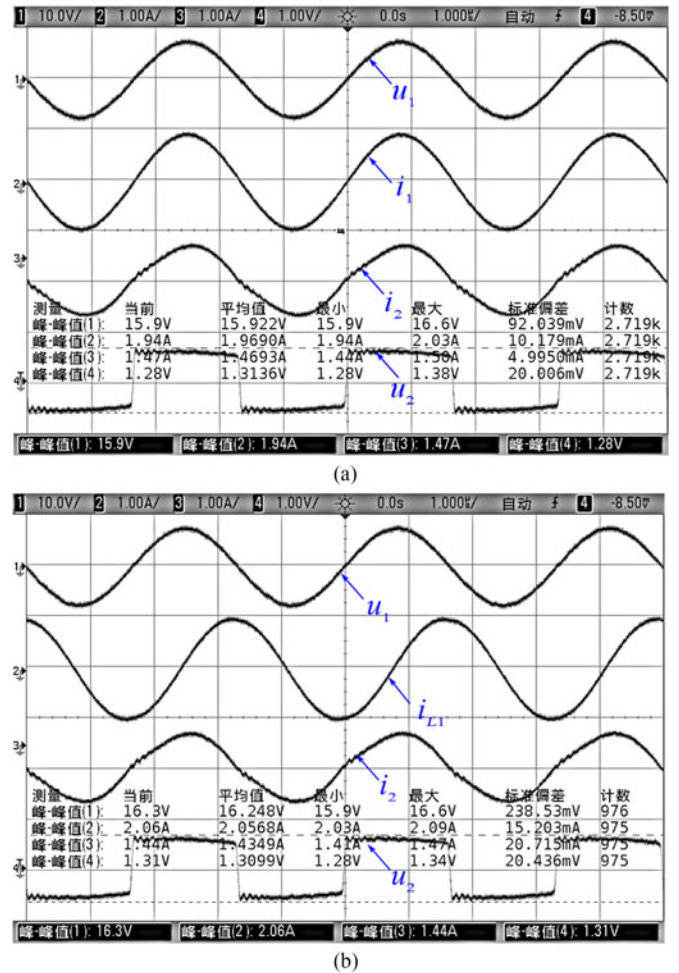 1 10.0V/ 2 1.00A/ 3 1.00A/ 4 1.00V/ 0.0s 1.000㎲/ 自动 4 -8.50▽
1
u1
2
i1
3
i2
测量 当前 平均值 最小 最大 标准偏差 计数
峰-峰值(1): 15.9V 15.922V 15.9V 16.6V 92.039mV 2.719k
峰-峰值(2): 1.94A 1.9690A 1.94A 2.03A 10.179mA 2.719k
峰-峰值(3): 1.47A 4693A 1.44A 1.50A 4.9950mA 2.719k
峰-峰值(4): 1.28V 1.3136V 1.28V 1.38V 20.006mV 2.719k
4
u2
峰-峰值(1): 15.9V 峰-峰值(2): 1.94A 峰-峰值(3): 1.47A 峰-峰值(4): 1.28V
(a)
1 10.0V/ 2 1.00A/ 3 1.00A/ 4 1.00V/ 0.0s 1.000㎲/ 自动 4 -8.50▽
1
u1
2
iL1
3
i2
测量 当前 平均值 最小 最大 标准偏差 计数
峰-峰值(1): 16.3V 16.248V 15.9V 16.6V 238.53mV 976
峰-峰值(2): 2.06A 2.0568A 2.03A 2.09A 15.203mA 975
峰-峰值(3): 1.44A 4349A 1.41A 1.47A 20.715mA 975
峰-峰值(4): 1.31V 1.3099V 1.28V 1.34V 20.436mV 975
4
u2
峰-峰值(1): 16.3V 峰-峰值(2): 2.06A 峰-峰值(3): 1.44A 峰-峰值(4): 1.31V
(b)